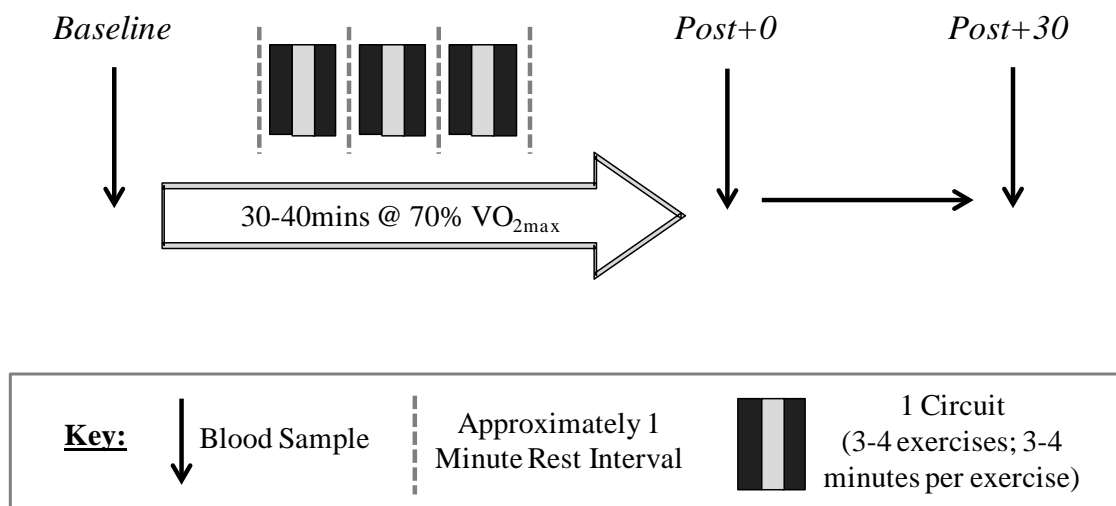 Baseline
Post+0
Post+30
30-40mins @ 70% VO2max
Key:
Blood Sample
Approximately 1
Minute Rest Interval
1 Circuit
(3-4 exercises; 3-4
minutes per exercise)